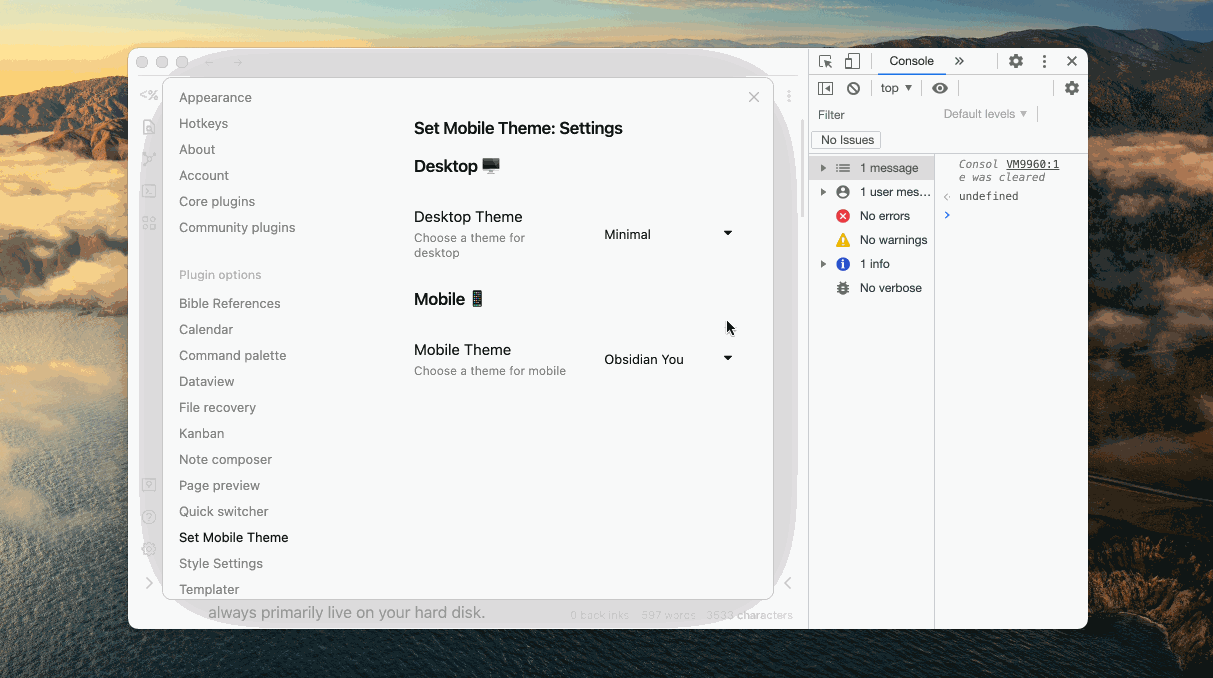 Appearance
Hotkeys
About
Account
Core plugins
Community plugins
Plugin options
Bible References
Calendar
Command palette
Dataview
File recovery
Kanban
Note composer
Page preview
Quick switcher
Set Mobile Theme
Style Settings
Templater
Set Mobile Theme: Settings
Desktop
Desktop Theme
Choose a theme for
desktop
Minimal
Mobile
Mobile Theme
Choose a theme for mobile
Obsidian You
always primarily live on your hard disk.
0 backlinks 597 words 3633 characters
Console
top
Filter
Default levels
No Issues
1 message
1 user mes...
No errors
No warnings
1 info
No verbose
Consol VM9960:1
e was cleared
undefined